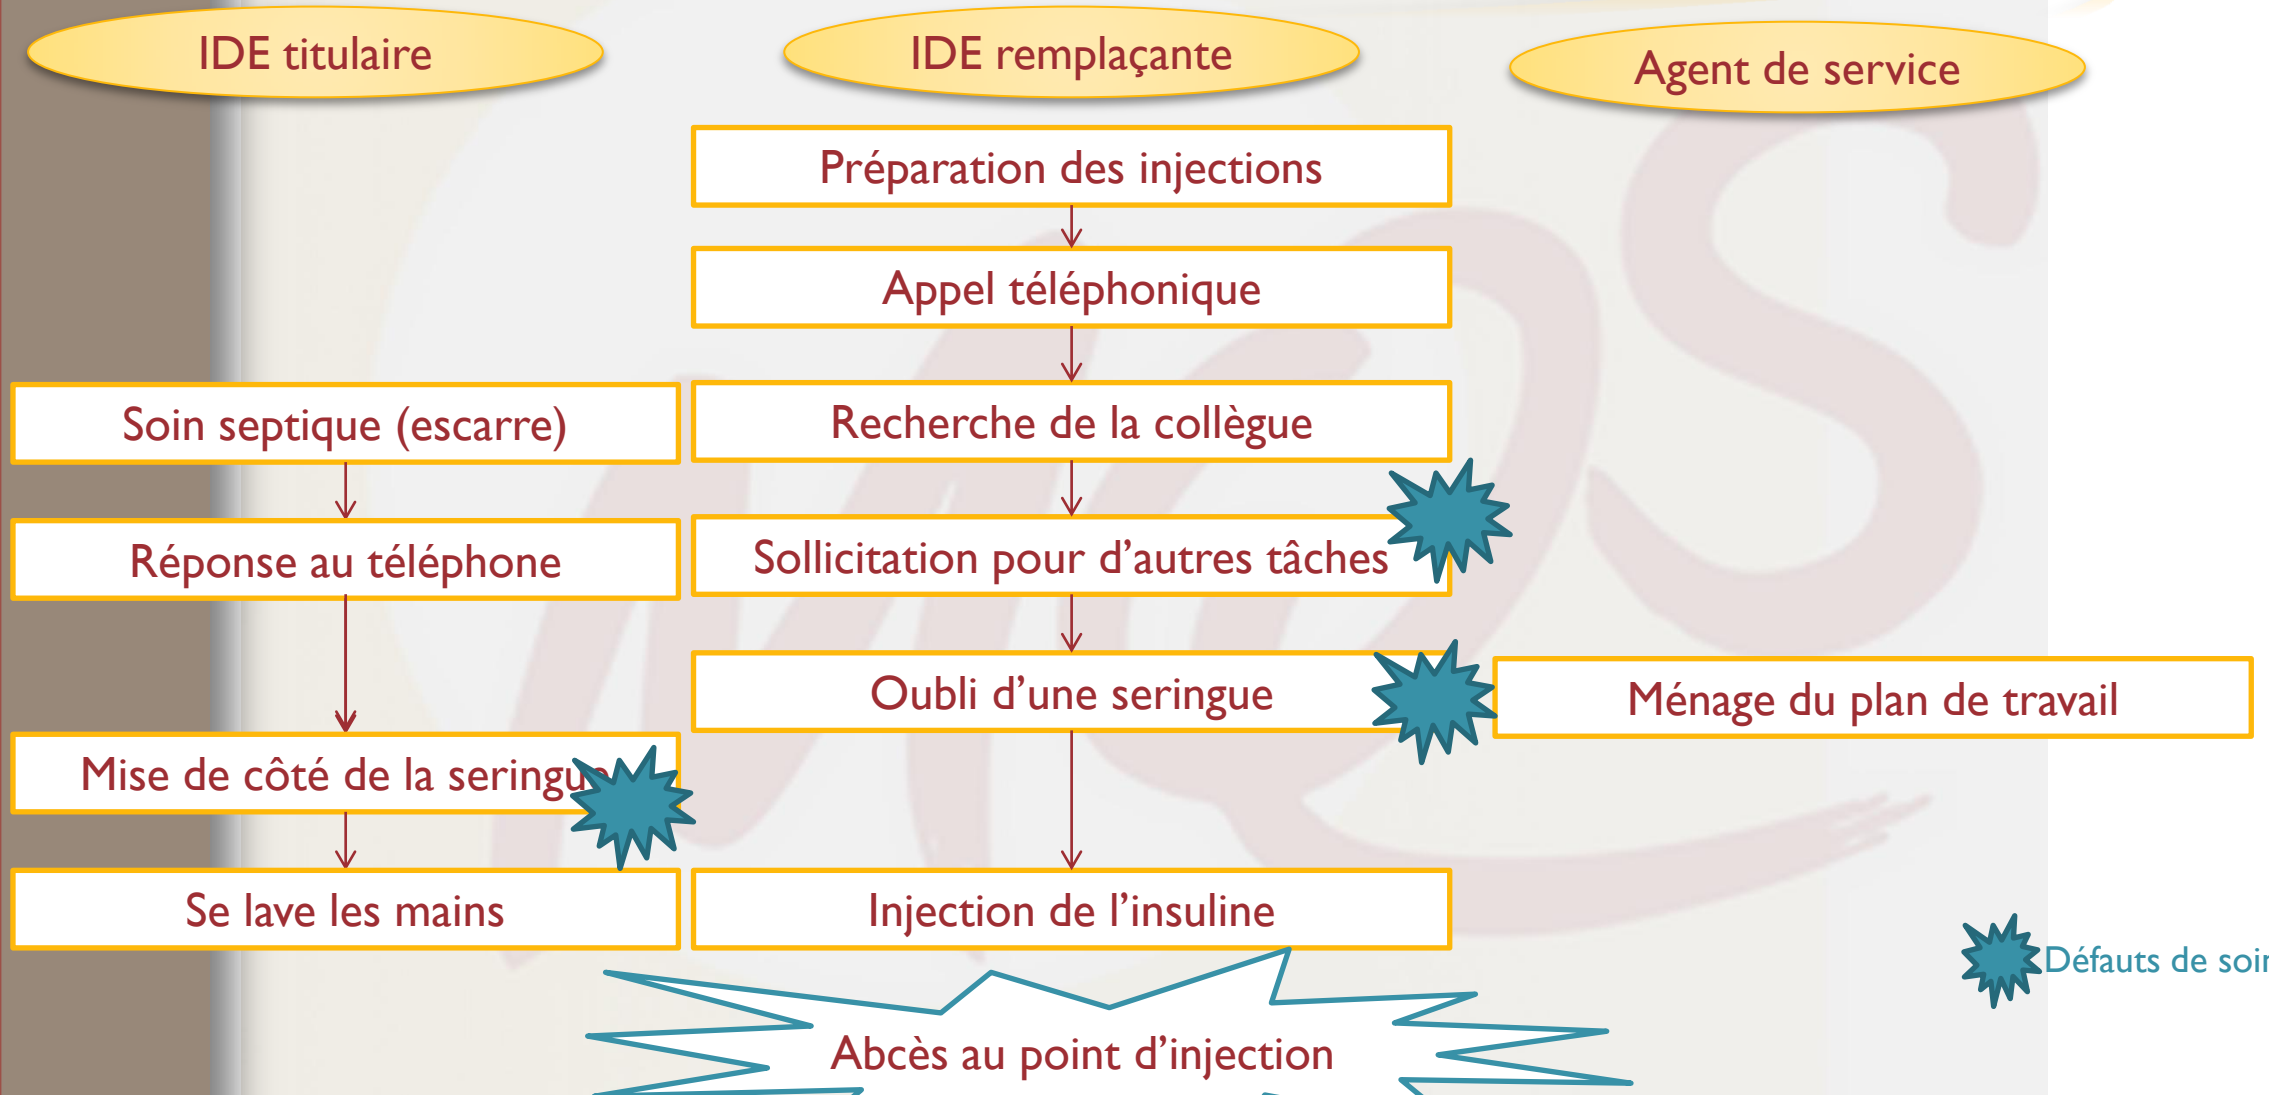 IDE titulaire
IDE remplaçante
Agent de service
Préparation des injections
Appel téléphonique
Soin septique (escarre)
Recherche de la collègue
Réponse au téléphone
Sollicitation pour d’autres tâches
Oubli d’une seringue
Ménage du plan de travail
Mise de côté de la seringue
Se lave les mains
Injection de l’insuline
Défauts de soin
Abcès au point d’injection
MQS